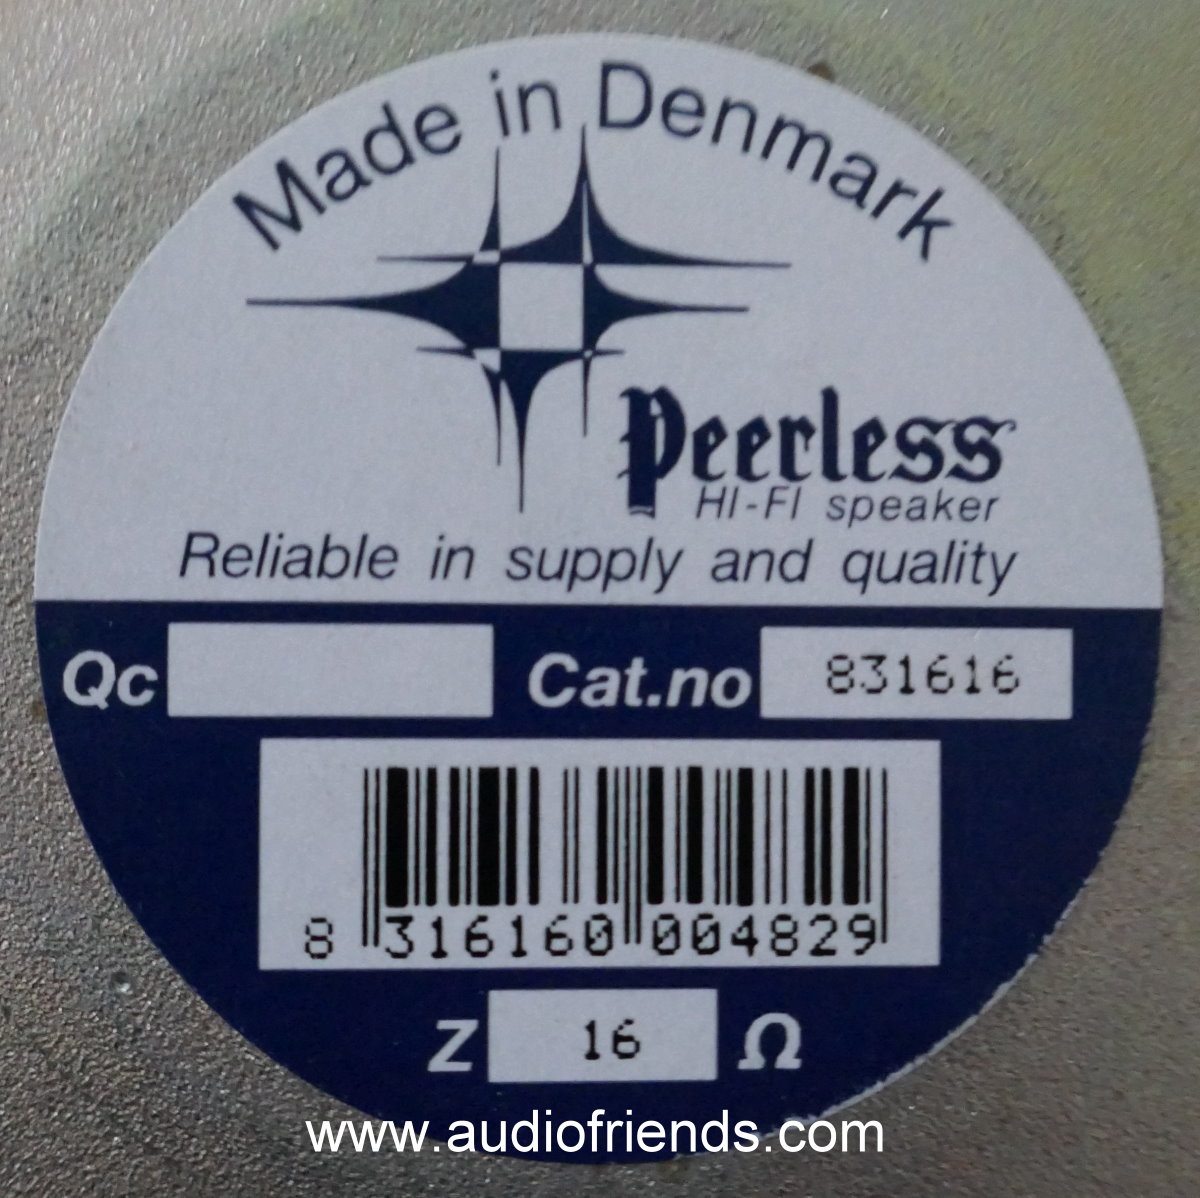 Made in Denmark
Peerless
HI-FI speaker
Reliable in supply and quality
Qc Cat.no 831616
8 316160 004829
Z 16 Ω
www.audiofriends.com